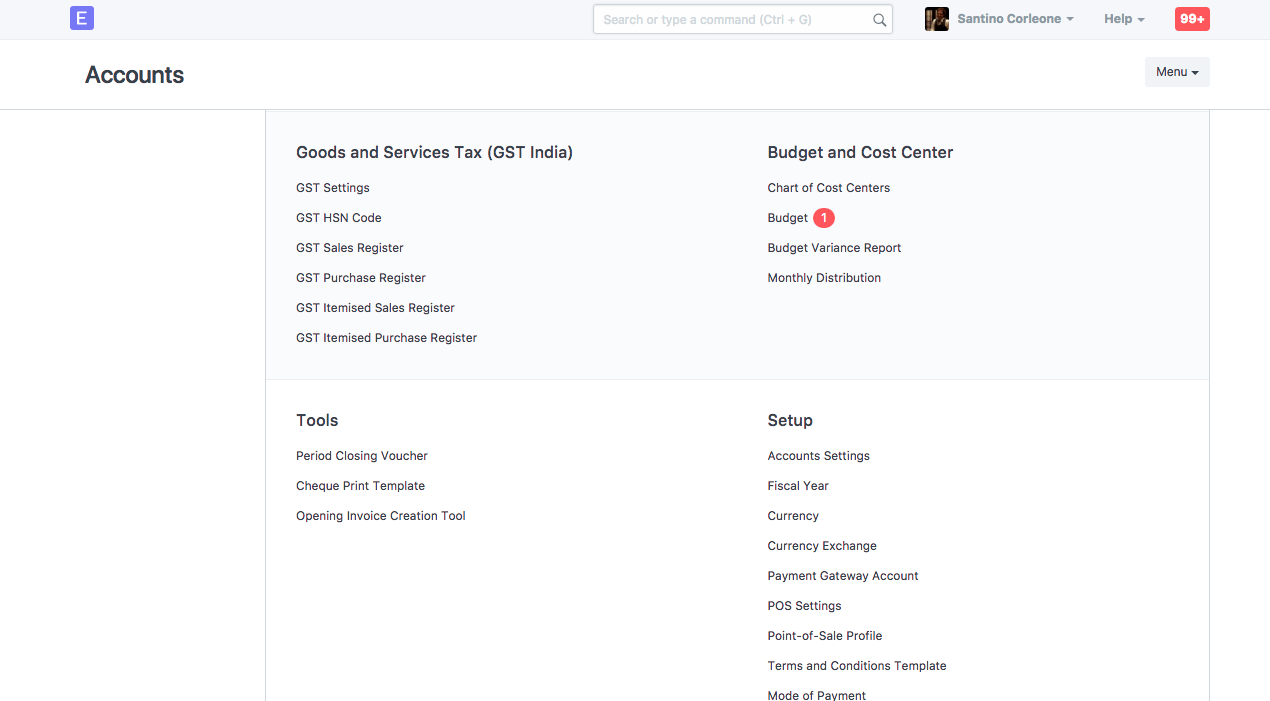 E
Search or type a command (Ctrl + G)
Santino Corleone
Help
99+
Accounts
Menu
Goods and Services Tax (GST India)
GST Settings
GST HSN Code
GST Sales Register
GST Purchase Register
GST Itemised Sales Register
GST Itemised Purchase Register
Budget and Cost Center
Chart of Cost Centers
Budget 1
Budget Variance Report
Monthly Distribution
Tools
Period Closing Voucher
Cheque Print Template
Opening Invoice Creation Tool
Setup
Accounts Settings
Fiscal Year
Currency
Currency Exchange
Payment Gateway Account
POS Settings
Point-of-Sale Profile
Terms and Conditions Template
Mode of Payment